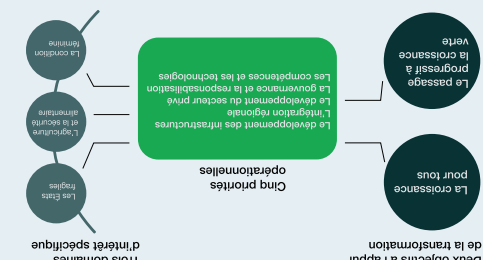 Deux objectifs à l'appui
de la transformation
La croissance
pour tous
Le passage
progressif à
la croissance
verte
Cinq priorités
opérationnelles
Le développement des infrastructures
L'intégration régionale
Le développement du secteur privé
La gouvernance et la responsabilisation
Les compétences et les technologies
Trois domaines
d'intérêt spécifique
Les États
fragiles
L'agriculture
et la sécurité
alimentaire
La condition
féminine